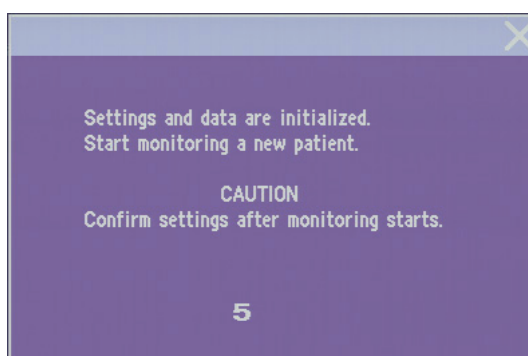 Settings and data are initialized.
Start monitoring a new patient.
CAUTION
Confirm settings after monitoring starts.
5